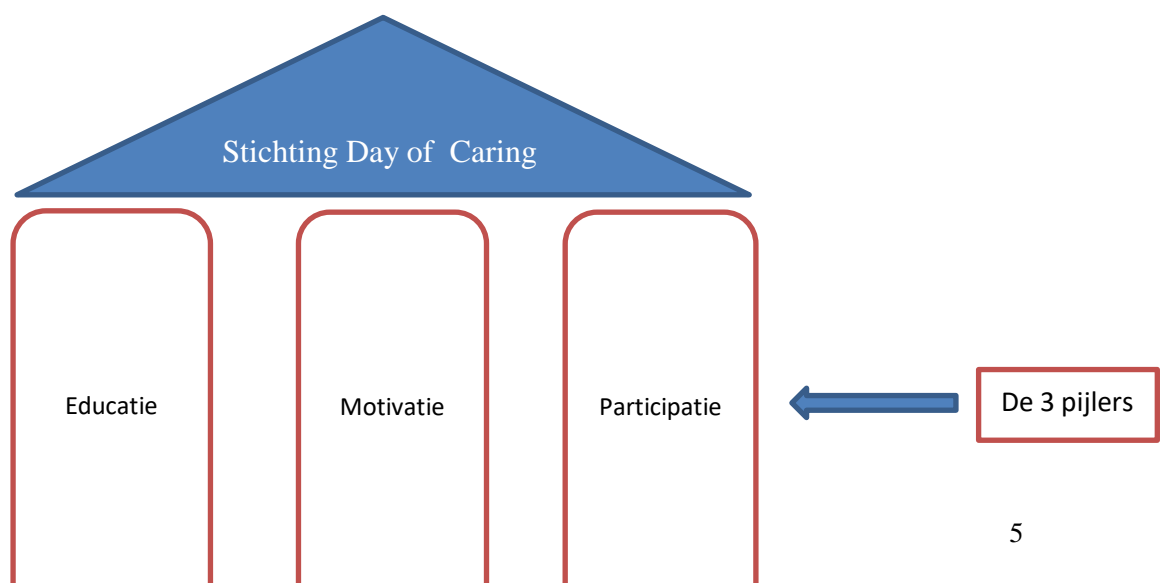 Stichting Day of  Caring
Educatie
Motivatie
Participatie
De 3 pijlers
5